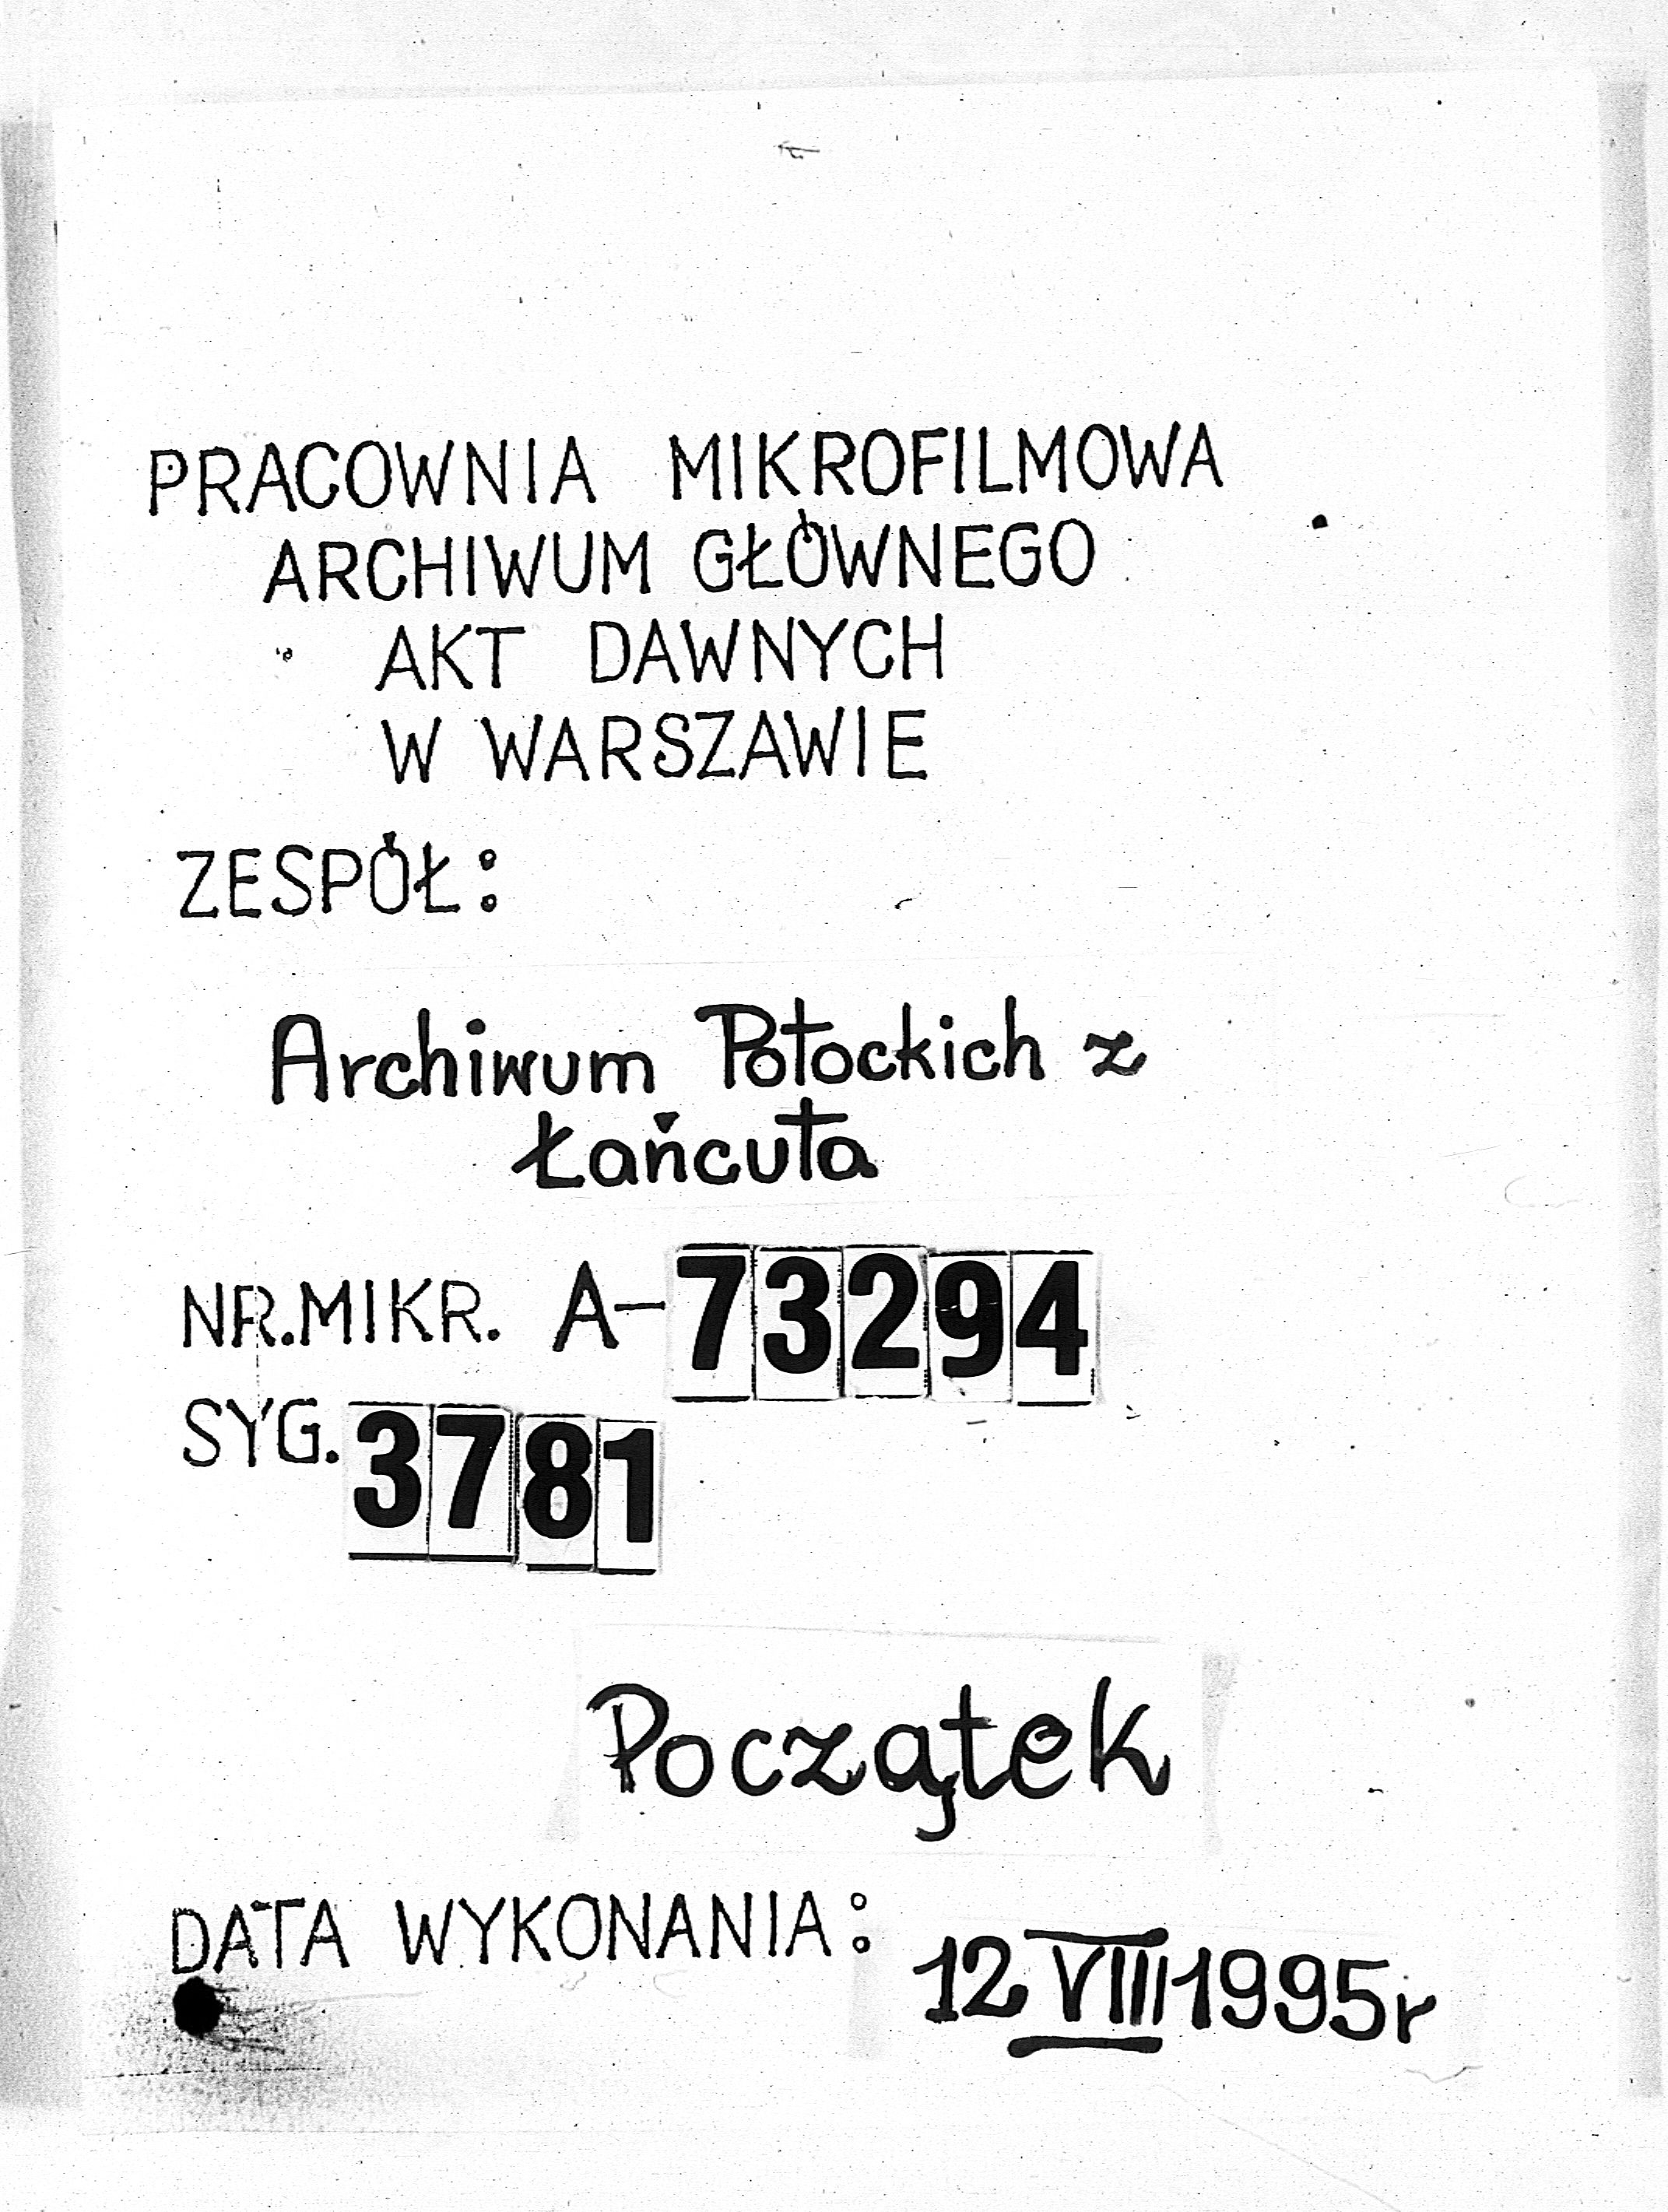 PRACOWNIA MIKROFILMOWA
ARCHIWUM GŁÓWNEGO
AKT DAWNYCH
W WARSZAWIE
ZESPÓŁ:
Archiwum Potockich z
Łańcuta
NR.MIKR. A-73294
SYG. 3781
Początek
DATA WYKONANIA: 12 VIII 1995r